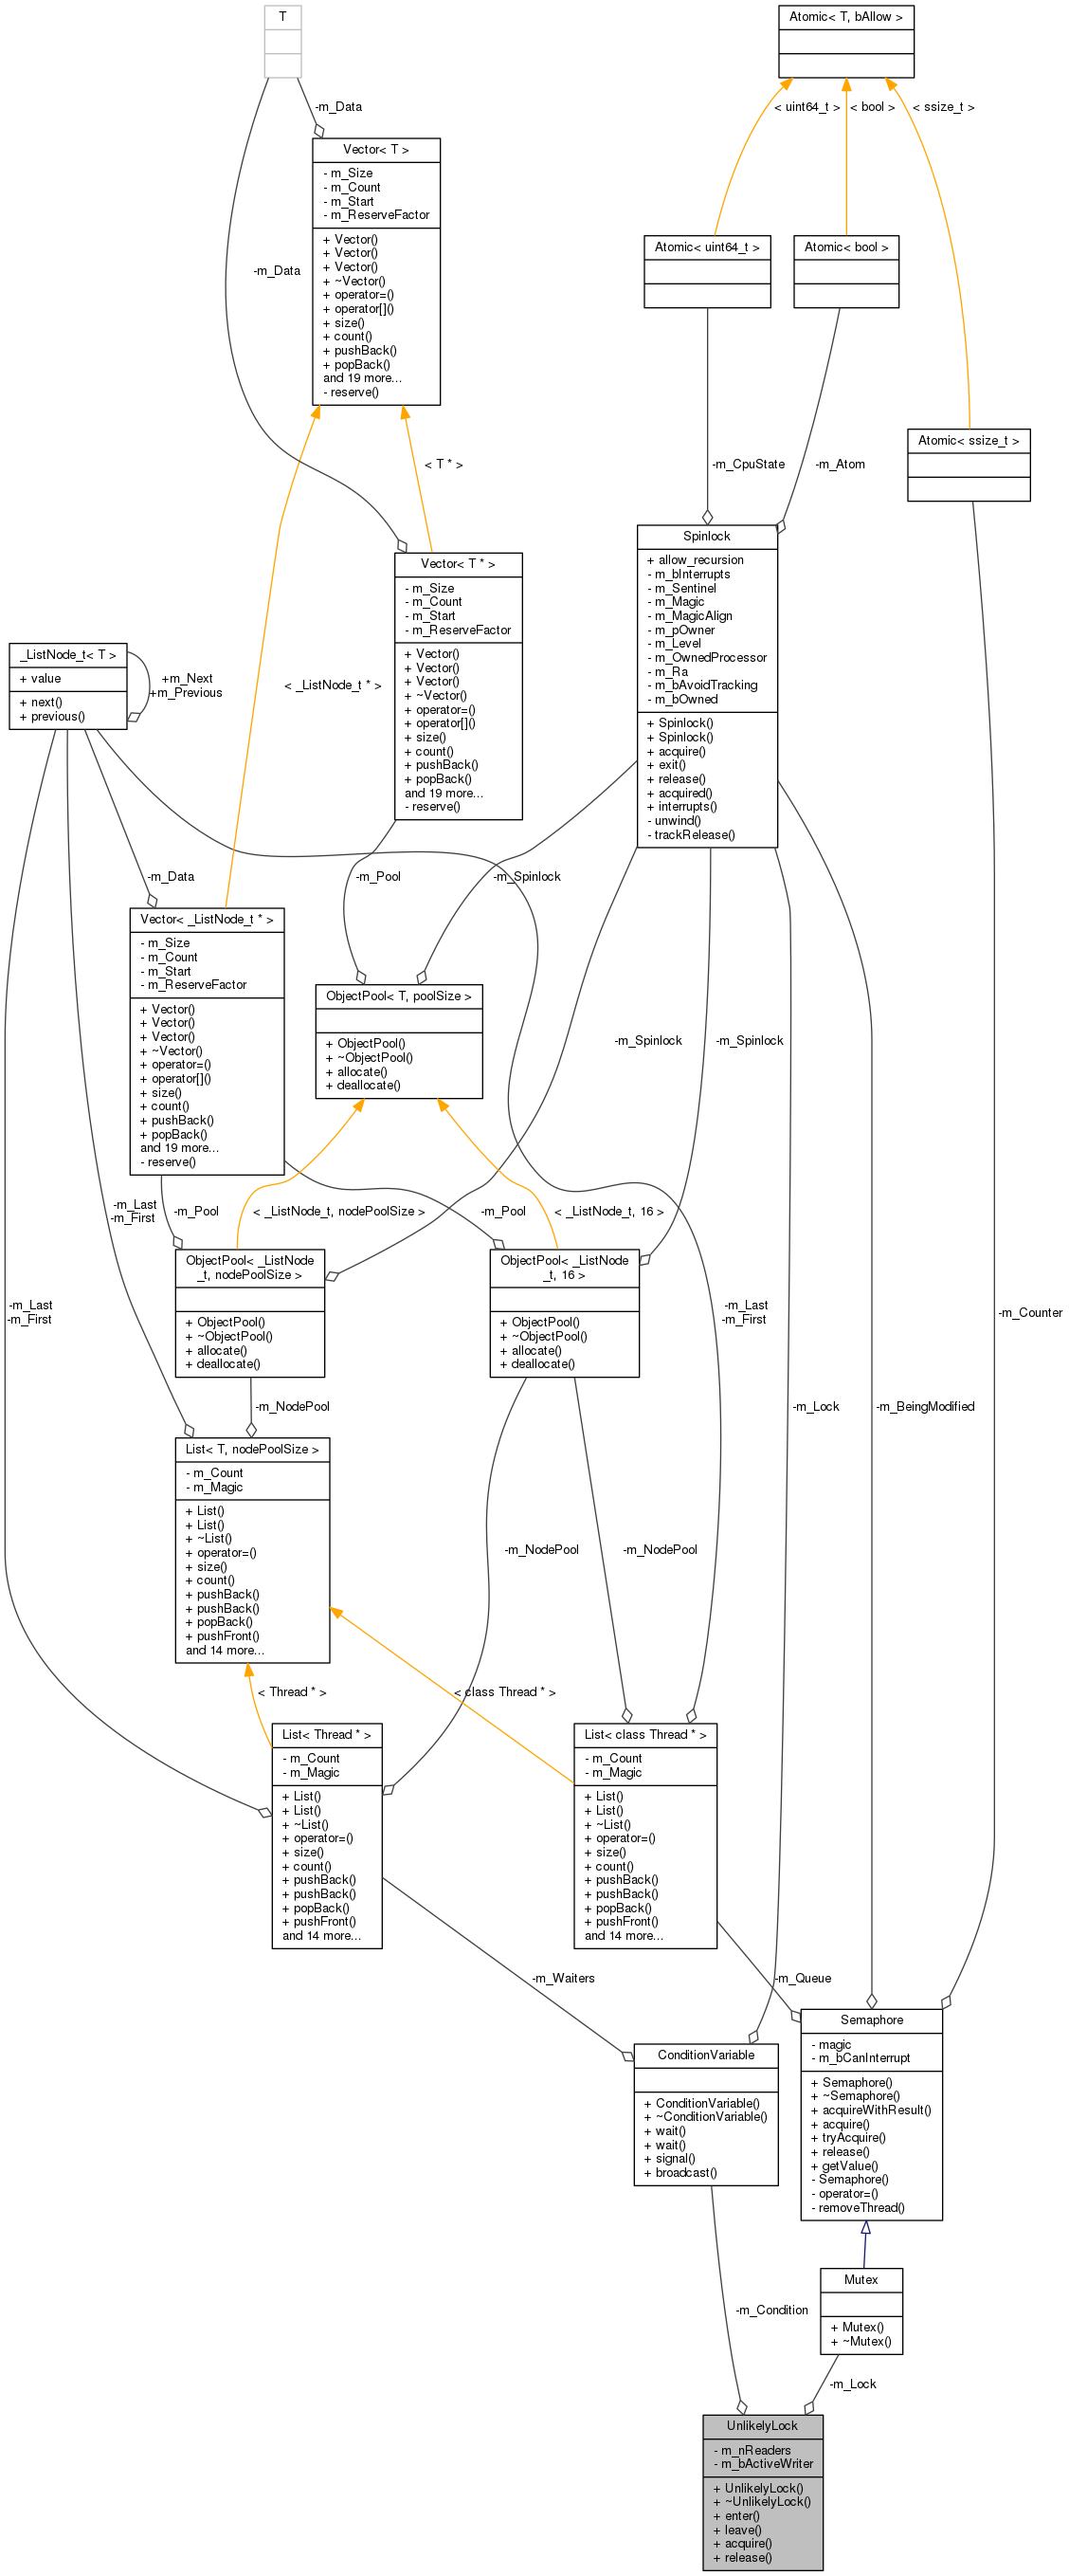 T
Atomic< T, bAllow >
-m_Data
< uint64_t >
< bool >
< ssize_t >
Vector< T >
- m_Size
- m_Count
- m_Start
- m_ReserveFactor
+ Vector()
+ Vector()
+ Vector()
+ ~Vector()
+ operator=()
+ operator[]()
+ size()
+ count()
+ pushBack()
+ popBack()
and 19 more...
- reserve()
-m_Data
Atomic< uint64_t >
Atomic< bool >
< T * >
-m_CpuState
-m_Atom
Atomic< ssize_t >
Vector< T * >
- m_Size
- m_Count
- m_Start
- m_ReserveFactor
+ Vector()
+ Vector()
+ Vector()
+ ~Vector()
+ operator=()
+ operator[]()
+ size()
+ count()
+ pushBack()
+ popBack()
and 19 more...
- reserve()
Spinlock
+ allow_recursion
- m_bInterrupts
- m_Sentinel
- m_Magic
- m_MagicAlign
- m_pOwner
- m_Level
- m_OwnedProcessor
- m_Ra
- m_bAvoidTracking
- m_bOwned
+ Spinlock()
+ Spinlock()
+ acquire()
+ exit()
+ release()
+ acquired()
+ interrupts()
- unwind()
- trackRelease()
_ListNode_t< T >
+ value
+ next()
+ previous()
+m_Next
+m_Previous
< _ListNode_t * >
-m_Data
-m_Pool
-m_Spinlock
Vector< _ListNode_t * >
- m_Size
- m_Count
- m_Start
- m_ReserveFactor
+ Vector()
+ Vector()
+ Vector()
+ ~Vector()
+ operator=()
+ operator[]()
+ size()
+ count()
+ pushBack()
+ popBack()
and 19 more...
- reserve()
ObjectPool< T, poolSize >
+ ObjectPool()
+ ~ObjectPool()
+ allocate()
+ deallocate()
-m_Spinlock
-m_Spinlock
-m_Last
-m_First
-m_Pool
< _ListNode_t, nodePoolSize >
-m_Pool
< _ListNode_t, 16 >
ObjectPool< _ListNode
_t, nodePoolSize >
+ ObjectPool()
+ ~ObjectPool()
+ allocate()
+ deallocate()
ObjectPool< _ListNode
_t, 16 >
+ ObjectPool()
+ ~ObjectPool()
+ allocate()
+ deallocate()
-m_Last
-m_First
-m_Last
-m_First
-m_Counter
-m_NodePool
-m_Lock
-m_BeingModified
List< T, nodePoolSize >
- m_Count
- m_Magic
+ List()
+ List()
+ ~List()
+ operator=()
+ size()
+ count()
+ pushBack()
+ pushBack()
+ popBack()
+ pushFront()
and 14 more...
-m_NodePool
-m_NodePool
< Thread * >
< class Thread * >
List< Thread * >
- m_Count
- m_Magic
+ List()
+ List()
+ ~List()
+ operator=()
+ size()
+ count()
+ pushBack()
+ pushBack()
+ popBack()
+ pushFront()
and 14 more...
List< class Thread * >
- m_Count
- m_Magic
+ List()
+ List()
+ ~List()
+ operator=()
+ size()
+ count()
+ pushBack()
+ pushBack()
+ popBack()
+ pushFront()
and 14 more...
-m_Waiters
-m_Queue
ConditionVariable
+ ConditionVariable()
+ ~ConditionVariable()
+ wait()
+ wait()
+ signal()
+ broadcast()
Semaphore
- magic
- m_bCanInterrupt
+ Semaphore()
+ ~Semaphore()
+ acquireWithResult()
+ acquire()
+ tryAcquire()
+ release()
+ getValue()
- Semaphore()
- operator=()
- removeThread()
Mutex
+ Mutex()
+ ~Mutex()
-m_Condition
-m_Lock
UnlikelyLock
- m_nReaders
- m_bActiveWriter
+ UnlikelyLock()
+ ~UnlikelyLock()
+ enter()
+ leave()
+ acquire()
+ release()